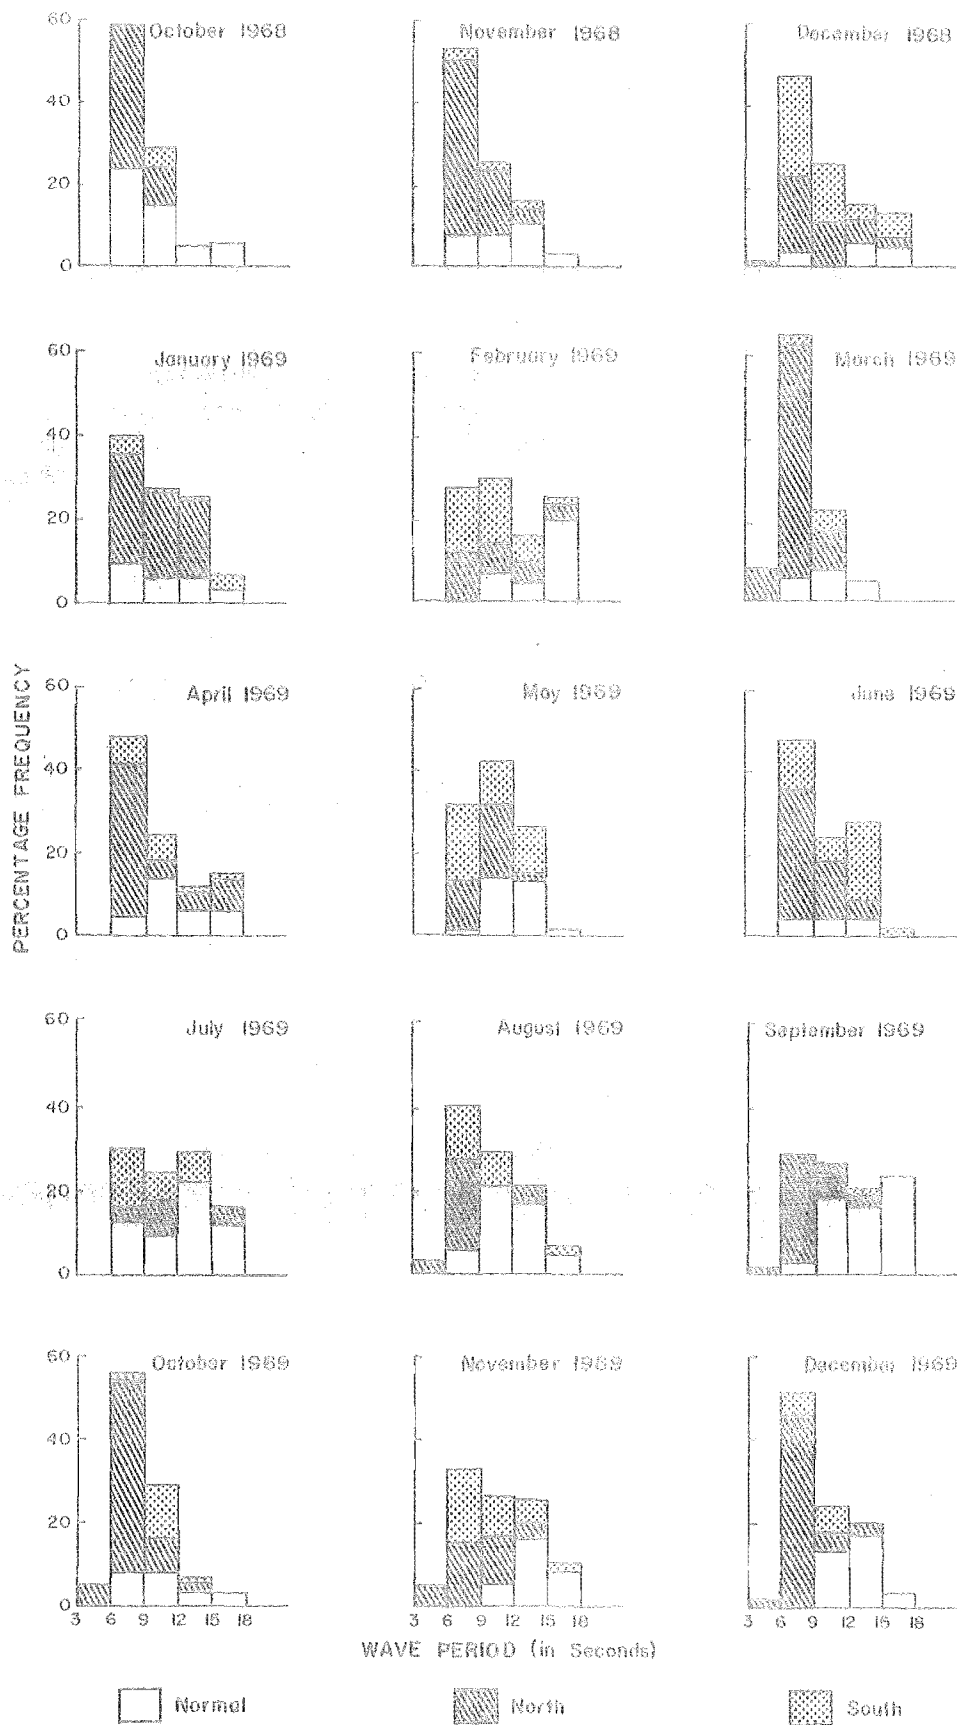 60
October 1968
November 1968
December 1968
40
20
0
60
January 1969
February 1969
March 1969
40
20
0
PERCENTAGE FREQUENCY
60
April 1969
May 1969
June 1969
40
20
0
60
July 1969
August 1969
September 1969
40
20
0
60
October 1969
November 1969
December 1969
40
20
0
3 6 9 12 15 18
3 6 9 12 15 18
3 6 9 12 15 18
WAVE PERIOD (in Seconds)
Normal
North
South